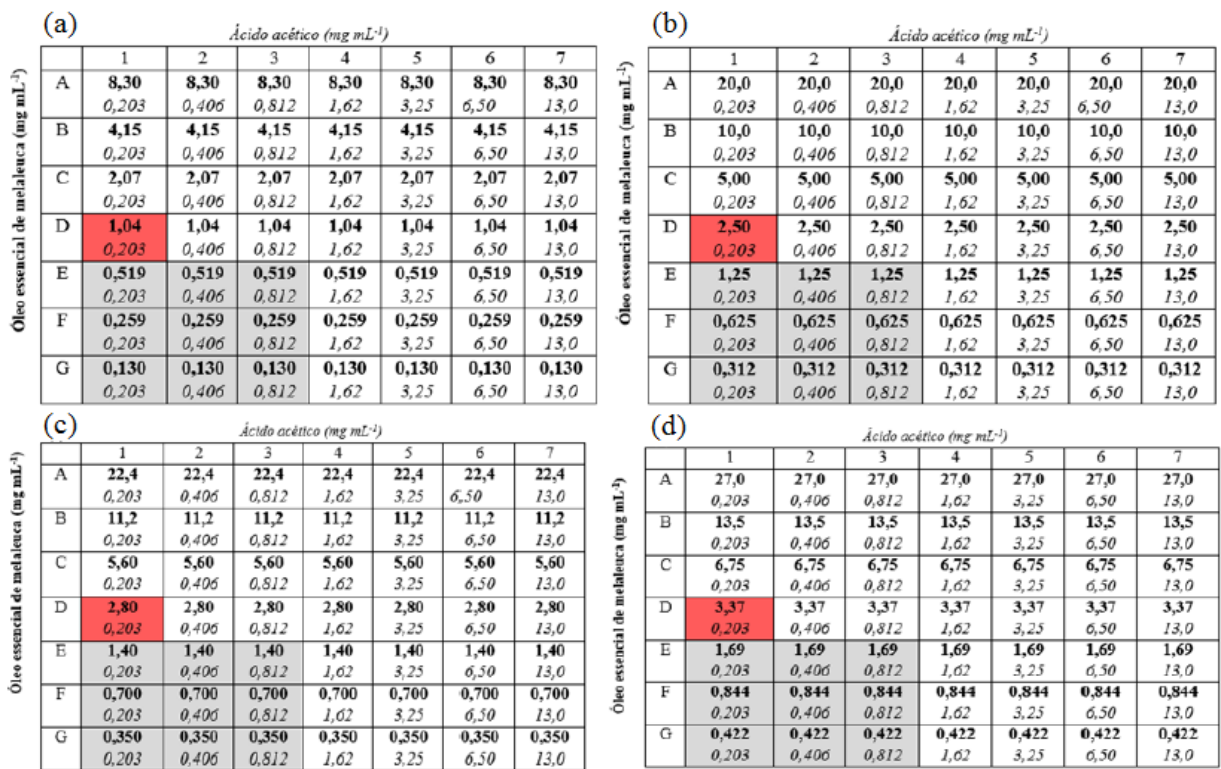 (a)
Ácido acético (mg mL-1)
Óleo essencial de melaleuca (mg mL-1)
1 2 3 4 5 6 7
A 8,30 8,30 8,30 8,30 8,30 8,30 8,30
0,203 0,406 0,812 1,62 3,25 6,50 13,0
B 4,15 4,15 4,15 4,15 4,15 4,15 4,15
0,203 0,406 0,812 1,62 3,25 6,50 13,0
C 2,07 2,07 2,07 2,07 2,07 2,07 2,07
0,203 0,406 0,812 1,62 3,25 6,50 13,0
D 1,04 1,04 1,04 1,04 1,04 1,04 1,04
0,203 0,406 0,812 1,62 3,25 6,50 13,0
E 0,519 0,519 0,519 0,519 0,519 0,519 0,519
0,203 0,406 0,812 1,62 3,25 6,50 13,0
F 0,259 0,259 0,259 0,259 0,259 0,259 0,259
0,203 0,406 0,812 1,62 3,25 6,50 13,0
G 0,130 0,130 0,130 0,130 0,130 0,130 0,130
0,203 0,406 0,812 1,62 3,25 6,50 13,0
(b)
Ácido acético (mg mL-1)
Óleo essencial de melaleuca (mg mL-1)
1 2 3 4 5 6 7
A 20,0 20,0 20,0 20,0 20,0 20,0 20,0
0,203 0,406 0,812 1,62 3,25 6,50 13,0
B 10,0 10,0 10,0 10,0 10,0 10,0 10,0
0,203 0,406 0,812 1,62 3,25 6,50 13,0
C 5,00 5,00 5,00 5,00 5,00 5,00 5,00
0,203 0,406 0,812 1,62 3,25 6,50 13,0
D 2,50 2,50 2,50 2,50 2,50 2,50 2,50
0,203 0,406 0,812 1,62 3,25 6,50 13,0
E 1,25 1,25 1,25 1,25 1,25 1,25 1,25
0,203 0,406 0,812 1,62 3,25 6,50 13,0
F 0,625 0,625 0,625 0,625 0,625 0,625 0,625
0,203 0,406 0,812 1,62 3,25 6,50 13,0
G 0,312 0,312 0,312 0,312 0,312 0,312 0,312
0,203 0,406 0,812 1,62 3,25 6,50 13,0
(c)
Ácido acético (mg mL-1)
Óleo essencial de melaleuca (mg mL-1)
1 2 3 4 5 6 7
A 22,4 22,4 22,4 22,4 22,4 22,4 22,4
0,203 0,406 0,812 1,62 3,25 6,50 13,0
B 11,2 11,2 11,2 11,2 11,2 11,2 11,2
0,203 0,406 0,812 1,62 3,25 6,50 13,0
C 5,60 5,60 5,60 5,60 5,60 5,60 5,60
0,203 0,406 0,812 1,62 3,25 6,50 13,0
D 2,80 2,80 2,80 2,80 2,80 2,80 2,80
0,203 0,406 0,812 1,62 3,25 6,50 13,0
E 1,40 1,40 1,40 1,40 1,40 1,40 1,40
0,203 0,406 0,812 1,62 3,25 6,50 13,0
F 0,700 0,700 0,700 0,700 0,700 0,700 0,700
0,203 0,406 0,812 1,62 3,25 6,50 13,0
G 0,350 0,350 0,350 0,350 0,350 0,350 0,350
0,203 0,406 0,812 1,62 3,25 6,50 13,0
(d)
Ácido acético (mg mL-1)
Óleo essencial de melaleuca (mg mL-1)
1 2 3 4 5 6 7
A 27,0 27,0 27,0 27,0 27,0 27,0 27,0
0,203 0,406 0,812 1,62 3,25 6,50 13,0
B 13,5 13,5 13,5 13,5 13,5 13,5 13,5
0,203 0,406 0,812 1,62 3,25 6,50 13,0
C 6,75 6,75 6,75 6,75 6,75 6,75 6,75
0,203 0,406 0,812 1,62 3,25 6,50 13,0
D 3,37 3,37 3,37 3,37 3,37 3,37 3,37
0,203 0,406 0,812 1,62 3,25 6,50 13,0
E 1,69 1,69 1,69 1,69 1,69 1,69 1,69
0,203 0,406 0,812 1,62 3,25 6,50 13,0
F 0,844 0,844 0,844 0,844 0,844 0,844 0,844
0,203 0,406 0,812 1,62 3,25 6,50 13,0
G 0,422 0,422 0,422 0,422 0,422 0,422 0,422
0,203 0,406 0,812 1,62 3,25 6,50 13,0